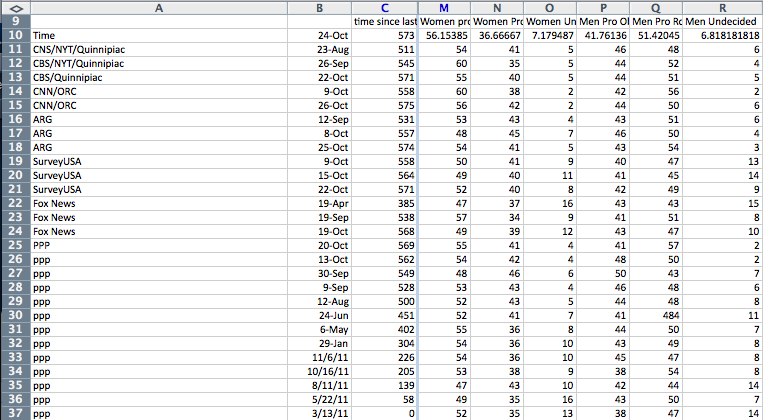 <> A B C M N O P Q R
9 time since last Women pro Women Pro Women Un Men Pro Ol Men Pro Ro Men Undecided
10 Time 24-Oct 573 56.15385 36.66667 7.179487 41.76136 51.42045 6.818181818
11 CNS/NYT/Quinnipiac 23-Aug 511 54 41 5 46 48 6
12 CBS/NYT/Quinnipiac 26-Sep 545 60 35 5 44 52 4
13 CBS/Quinnipiac 22-Oct 571 55 40 5 44 51 5
14 CNN/ORC 9-Oct 558 60 38 2 42 56 2
15 CNN/ORC 26-Oct 575 56 42 2 44 50 6
16 ARG 12-Sep 531 53 43 4 43 51 6
17 ARG 8-Oct 557 48 45 7 46 50 4
18 ARG 25-Oct 574 54 41 5 43 54 3
19 SurveyUSA 9-Oct 558 50 41 9 40 47 13
20 SurveyUSA 15-Oct 564 49 40 11 41 45 14
21 SurveyUSA 22-Oct 571 52 40 8 42 49 9
22 Fox News 19-Apr 385 47 37 16 43 43 15
23 Fox News 19-Sep 538 57 34 9 41 51 8
24 Fox News 19-Oct 568 49 39 12 43 47 10
25 PPP 20-Oct 569 55 41 4 41 57 2
26 ppp 13-Oct 562 54 42 4 48 50 2
27 ppp 30-Sep 549 48 46 6 50 43 7
28 ppp 9-Sep 528 53 43 4 46 48 6
29 ppp 12-Aug 500 52 43 5 44 48 8
30 ppp 24-Jun 451 52 41 7 41 484 11
31 ppp 6-May 402 55 36 8 44 50 7
32 ppp 29-Jan 304 54 36 10 43 49 8
33 ppp 11/6/11 226 54 36 10 45 47 8
34 ppp 10/16/11 205 53 38 9 38 54 8
35 ppp 8/11/11 139 47 43 10 42 44 14
36 ppp 5/22/11 58 49 35 16 43 50 7
37 ppp 3/13/11 0 52 35 13 38 47 14